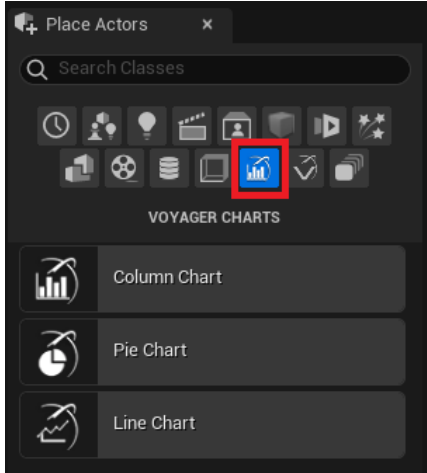 Place Actors
Search Classes
VOYAGER CHARTS
Column Chart
Pie Chart
Line Chart